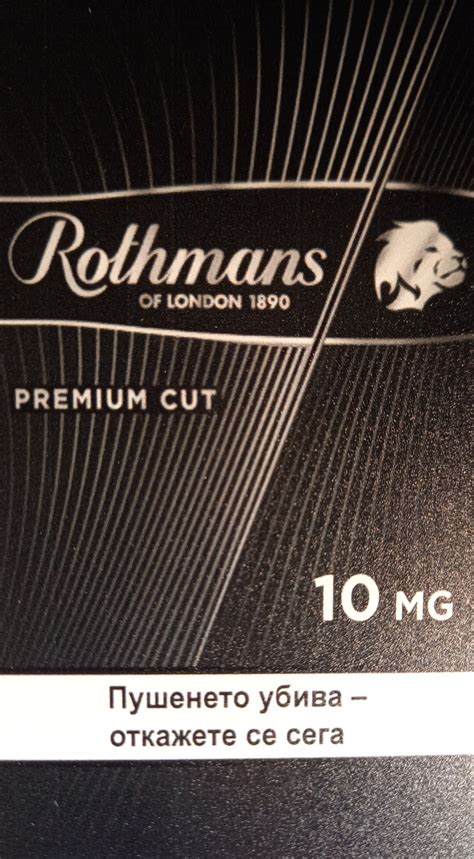 Rothmans
OF LONDON 1890
PREMIUM CUT
10 MG
Пушенето убива –
откажете се сега